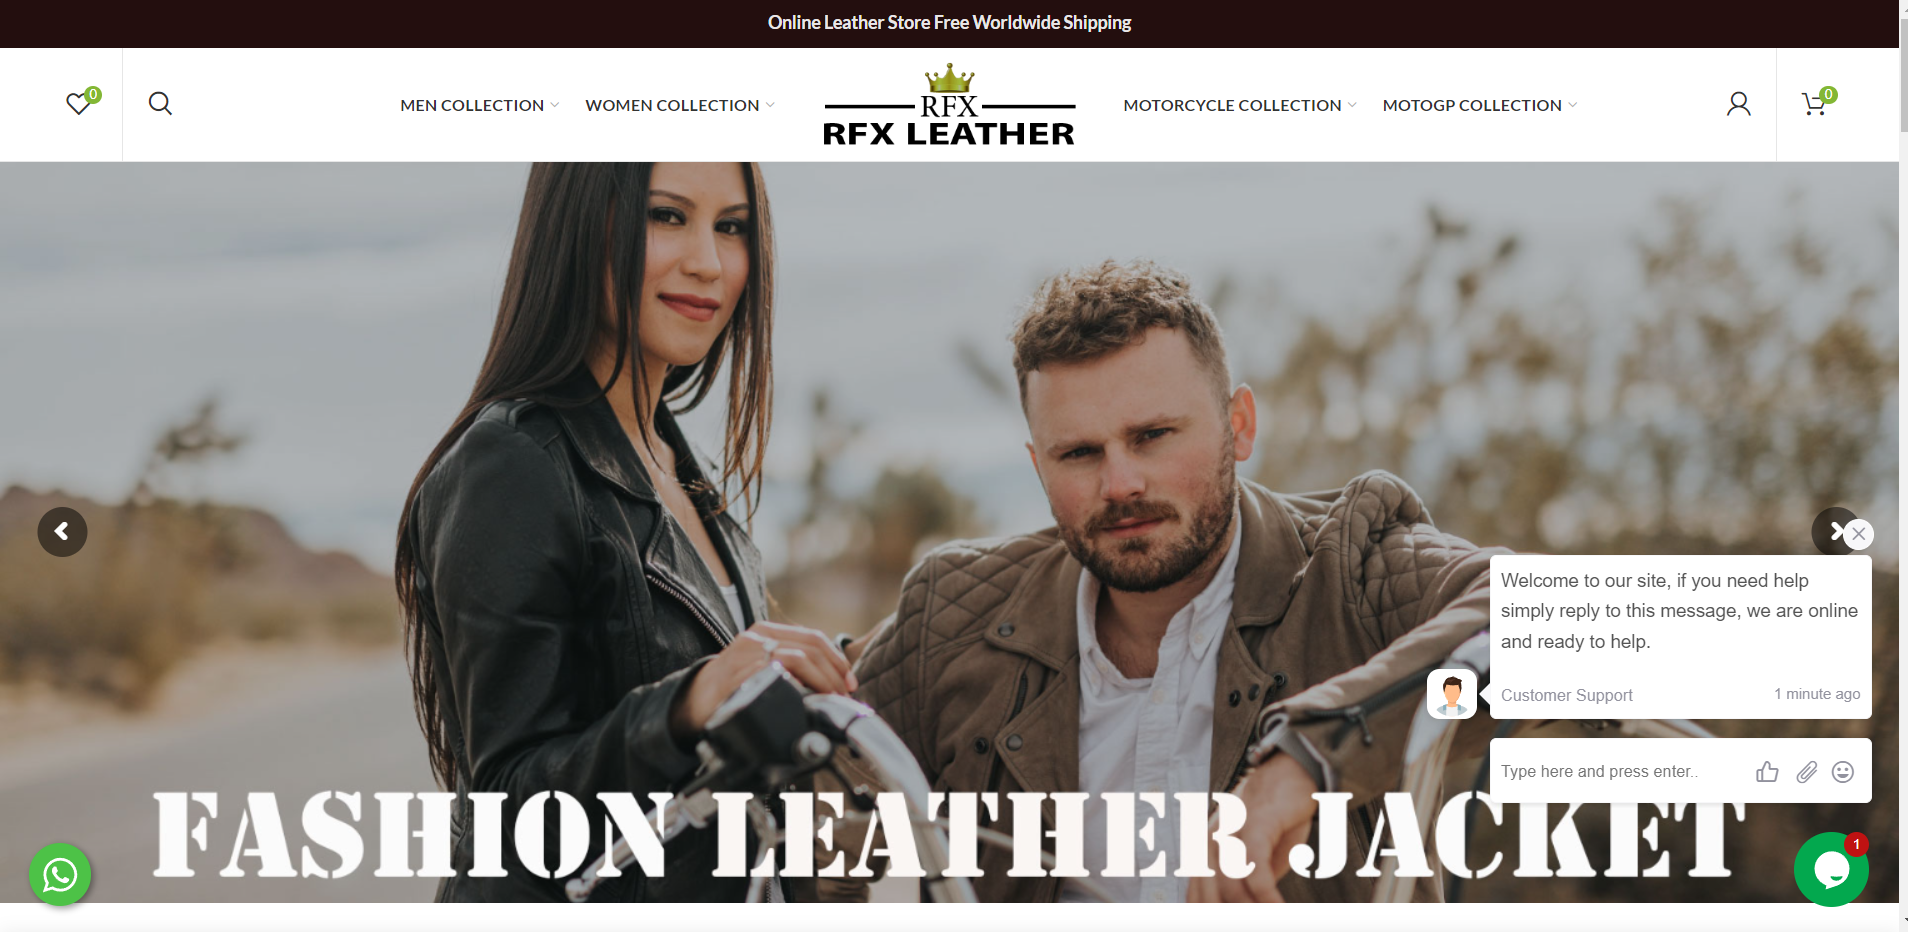 Online Leather Store Free Worldwide Shipping
0
MEN COLLECTION
WOMEN COLLECTION
RFX
RFX LEATHER
MOTORCYCLE COLLECTION
MOTOGP COLLECTION
0
Welcome to our site, if you need help
simply reply to this message, we are online
and ready to help.
Customer Support
1 minute ago
Type here and press enter..
FASHION LEATHER JACKET
1